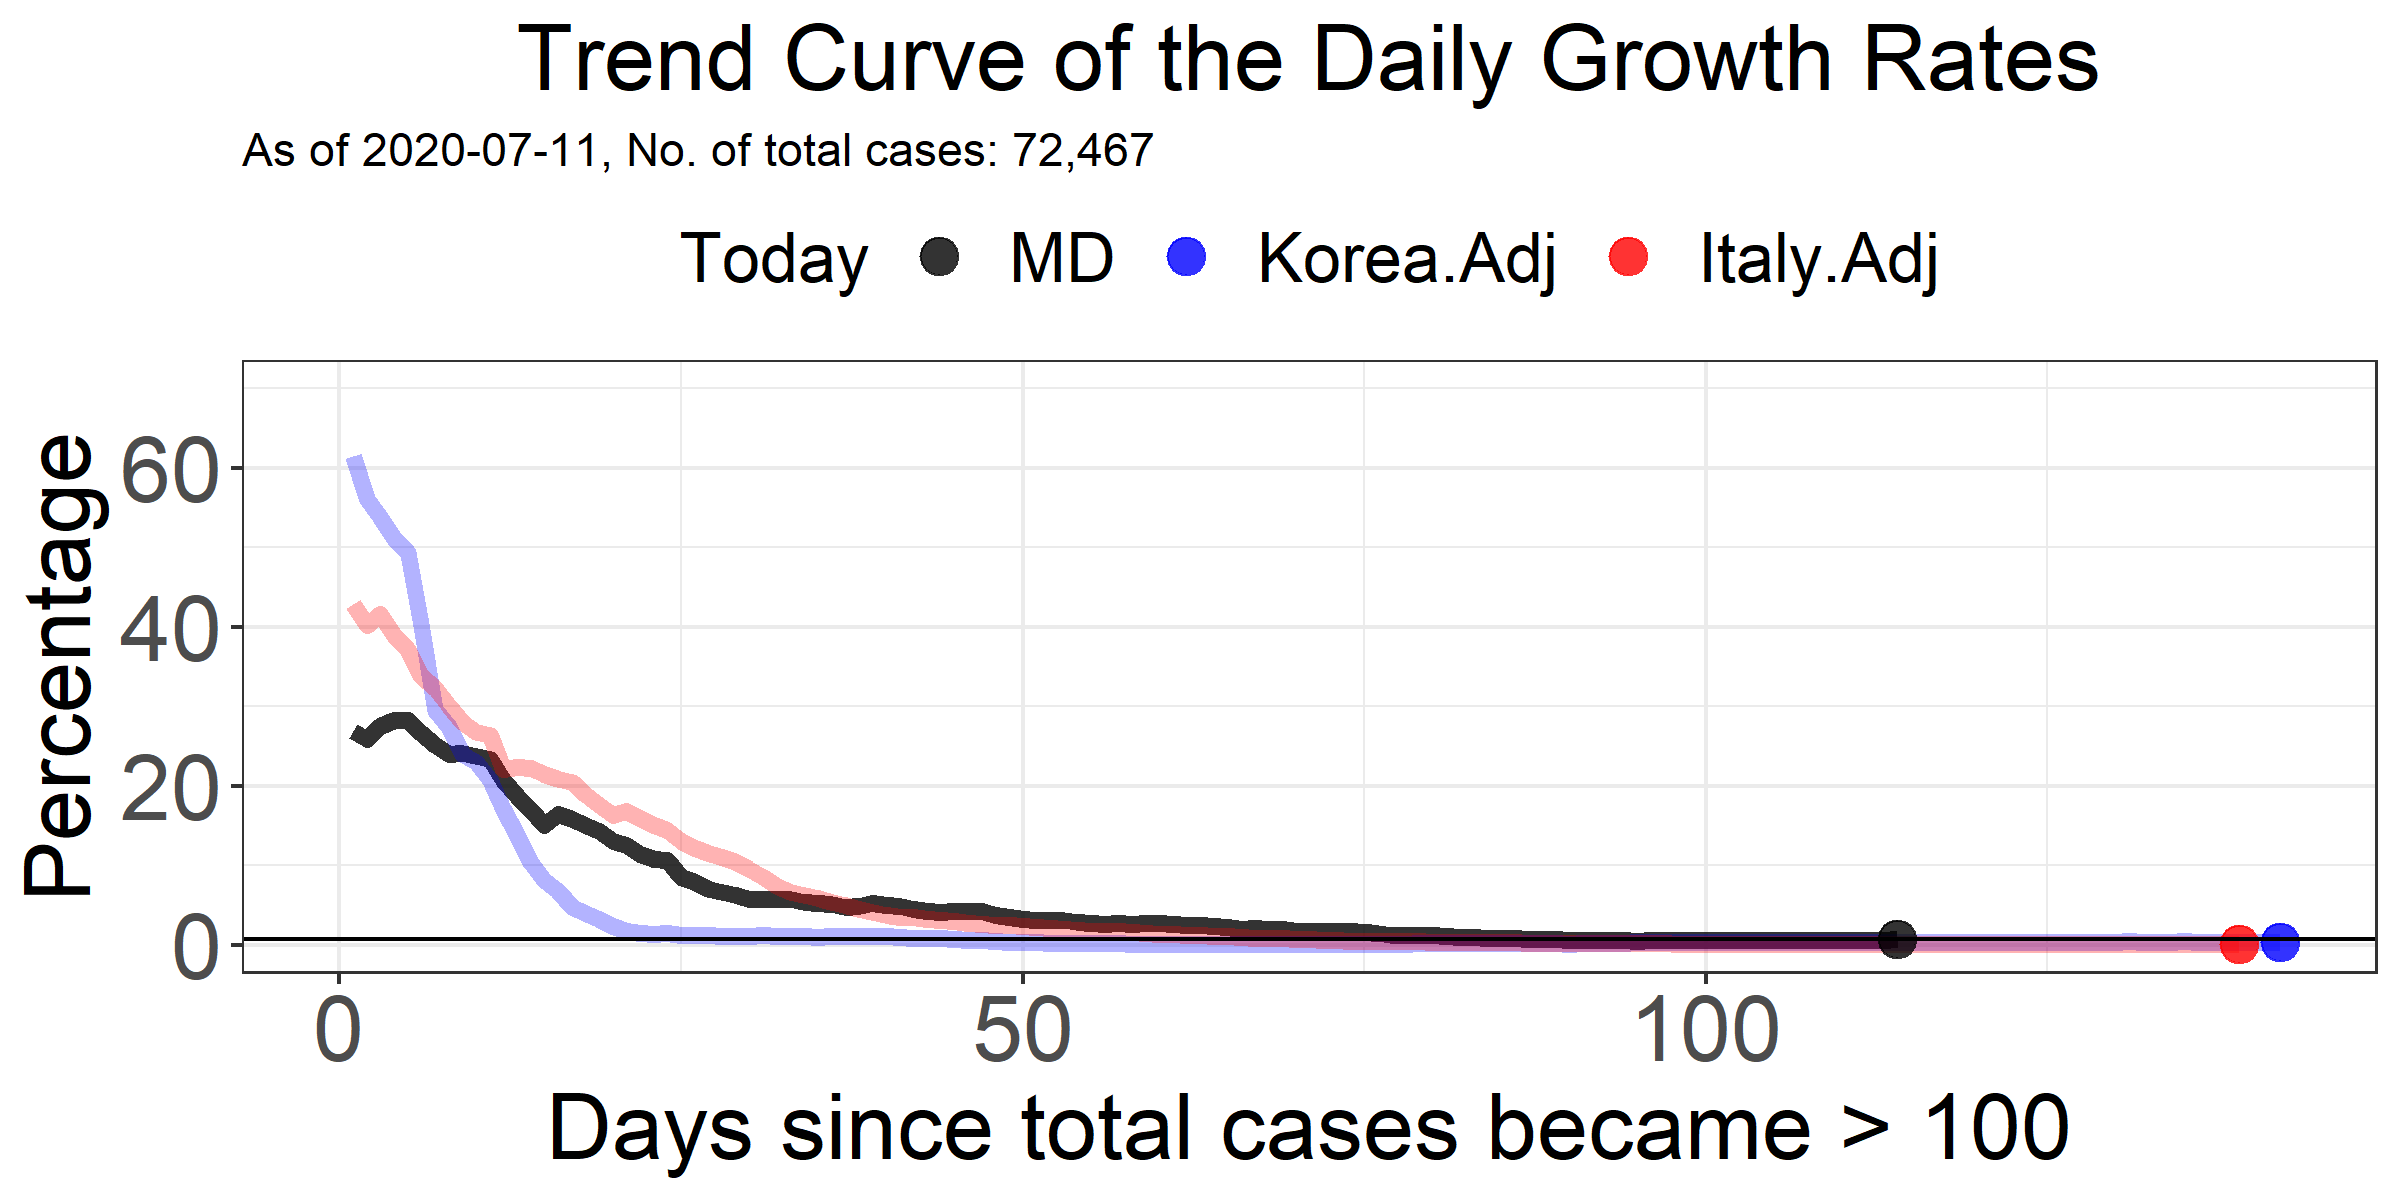 Trend Curve of the Daily Growth Rates
As of 2020-07-11, No. of total cases: 72,467
Today MD Korea.Adj Italy.Adj
Percentage
60
40
20
0
0 50 100
Days since total cases became > 100